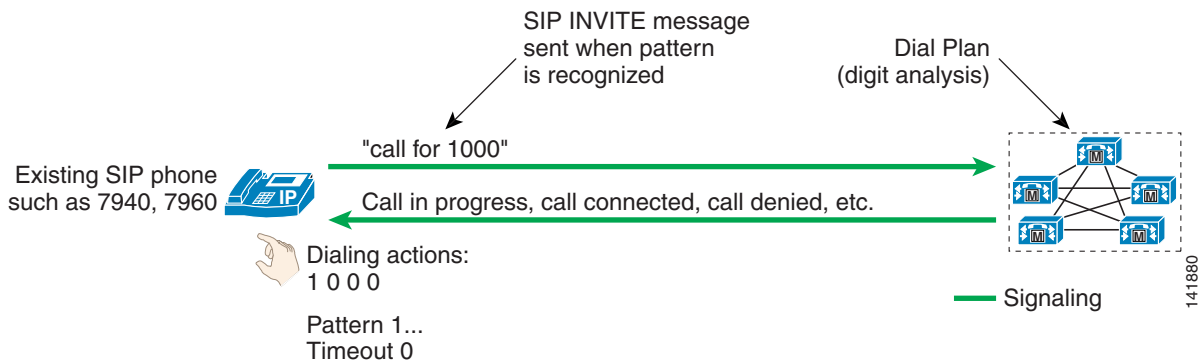 SIP INVITE message
sent when pattern
is recognized
Dial Plan
(digit analysis)
"call for 1000"
Existing SIP phone
such as 7940, 7960
IP
Call in progress, call connected, call denied, etc.
M
M
M
M
M
Dialing actions:
1 0 0 0
Pattern 1...
Timeout 0
Signaling
141880